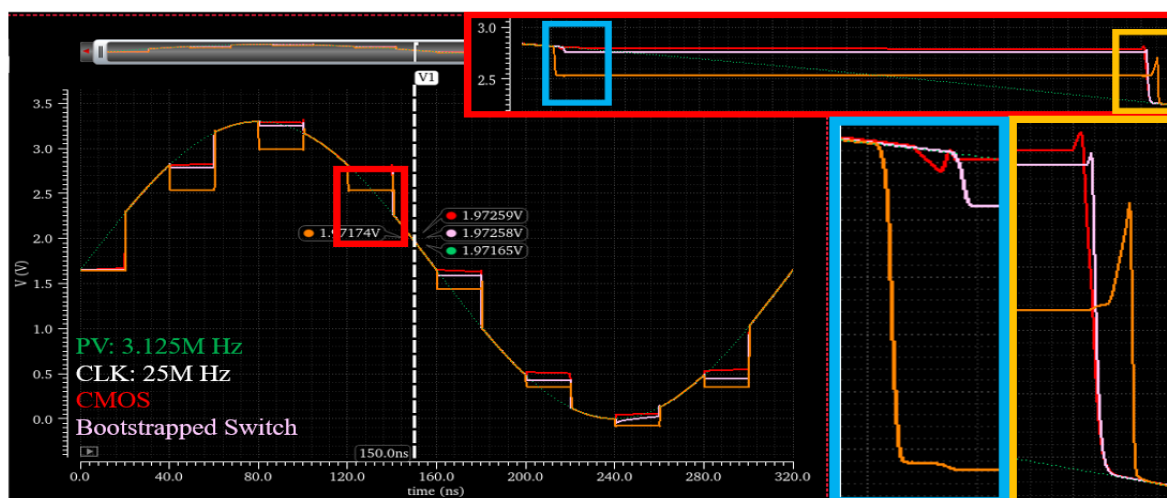 3.0
2.5
V1
3.5
3.0
2.5
2.0
1.5
1.0
0.5
0.0
V (V)
1.97174V
1.97259V
1.97258V
1.97165V
PV: 3.125M Hz
CLK: 25M Hz
CMOS
Bootstrapped Switch
150.0ns
0.0 40.0 80.0 120.0 160.0 200.0 240.0 280.0 320.0
time (ns)